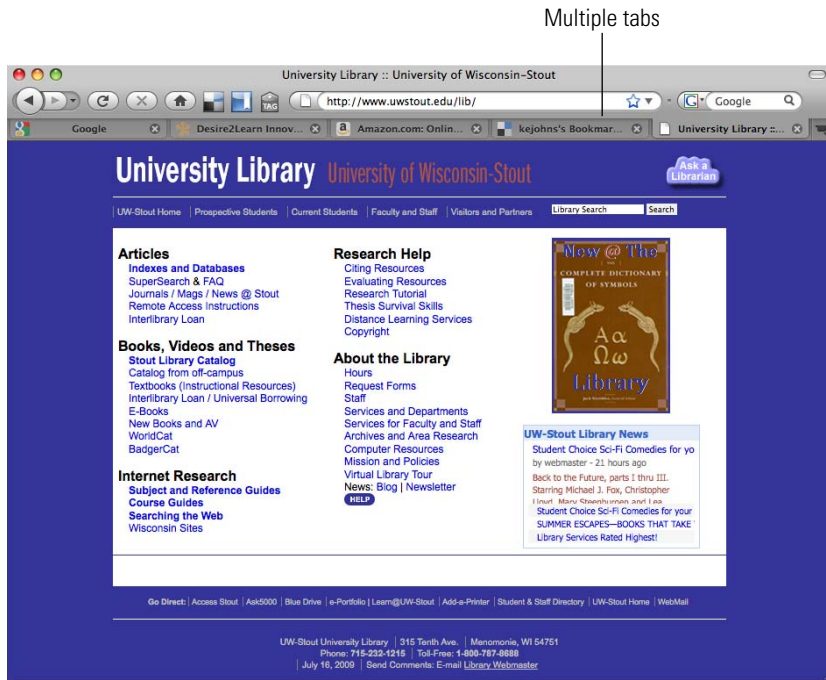 Multiple tabs
University Library :: University of Wisconsin-Stout
TAG
http://www.uwstout.edu/lib/
G
Google
Google
Desire2Learn Innov...
a Amazon.com: Onlin...
kejohns's Bookmar...
University Library ::...
University Library University of Wisconsin-Stout
Ask a
Librarian
UW-Stout Home | Prospective Students | Current Students | Faculty and Staff | Visitors and Partners
Library Search
Search
Articles
Indexes and Databases
SuperSearch & FAQ
Journals / Mags / News @ Stout
Remote Access Instructions
Interlibrary Loan
Books, Videos and Theses
Stout Library Catalog
Catalog from off-campus
Textbooks (Instructional Resources)
Interlibrary Loan / Universal Borrowing
E-Books
New Books and AV
WorldCat
BadgerCat
Internet Research
Subject and Reference Guides
Course Guides
Searching the Web
Wisconsin Sites
Research Help
Citing Resources
Evaluating Resources
Research Tutorial
Thesis Survival Skills
Distance Learning Services
Copyright
About the Library
Hours
Request Forms
Staff
Services and Departments
Services for Faculty and Staff
Archives and Area Research
Computer Resources
Mission and Policies
Virtual Library Tour
News: Blog | Newsletter
HELP
New @ The
COMPLETE DICTIONARY
OF SYMBOLS
Αα
Ωω
Library
UW-Stout Library News
Student Choice Sci-Fi Comedies for yo
by webmaster - 21 hours ago
Back to the Future, parts I thru III.
Starring Michael J. Fox, Christopher
Lloyd, Mary Steenburgen and Lea
Student Choice Sci-Fi Comedies for your
SUMMER ESCAPES—BOOKS THAT TAKE
Library Services Rated Highest!
Go Direct: | Access Stout | Ask5000 | Blue Drive | e-Portfolio | Learn@UW-Stout | Add-a-Printer | Student & Staff Directory | UW-Stout Home | WebMail
UW-Stout University Library | 315 Tenth Ave. | Menomonie, WI 54751
Phone: 715-232-1215 | Toll-Free: 1-800-787-8688
July 16, 2009 | Send Comments: E-mail Library Webmaster